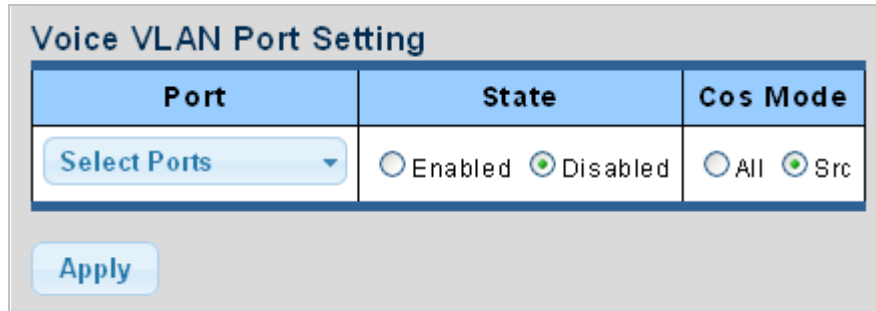 Voice VLAN Port Setting
Port State Cos Mode
Select Ports Enabled Disabled All Src
Apply